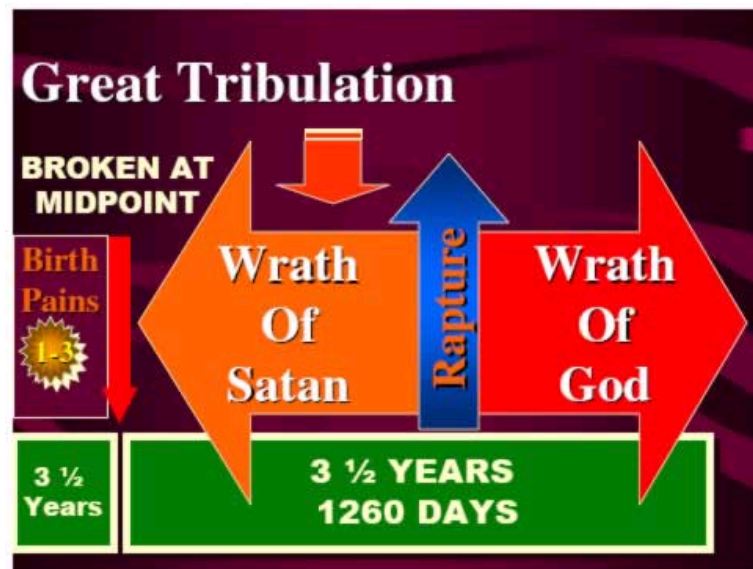 Great Tribulation
BROKEN AT
MIDPOINT
Birth
Pains
1-3
Wrath
Of
Satan
Rapture
Wrath
Of
God
3 ½
Years
3 ½ YEARS
1260 DAYS